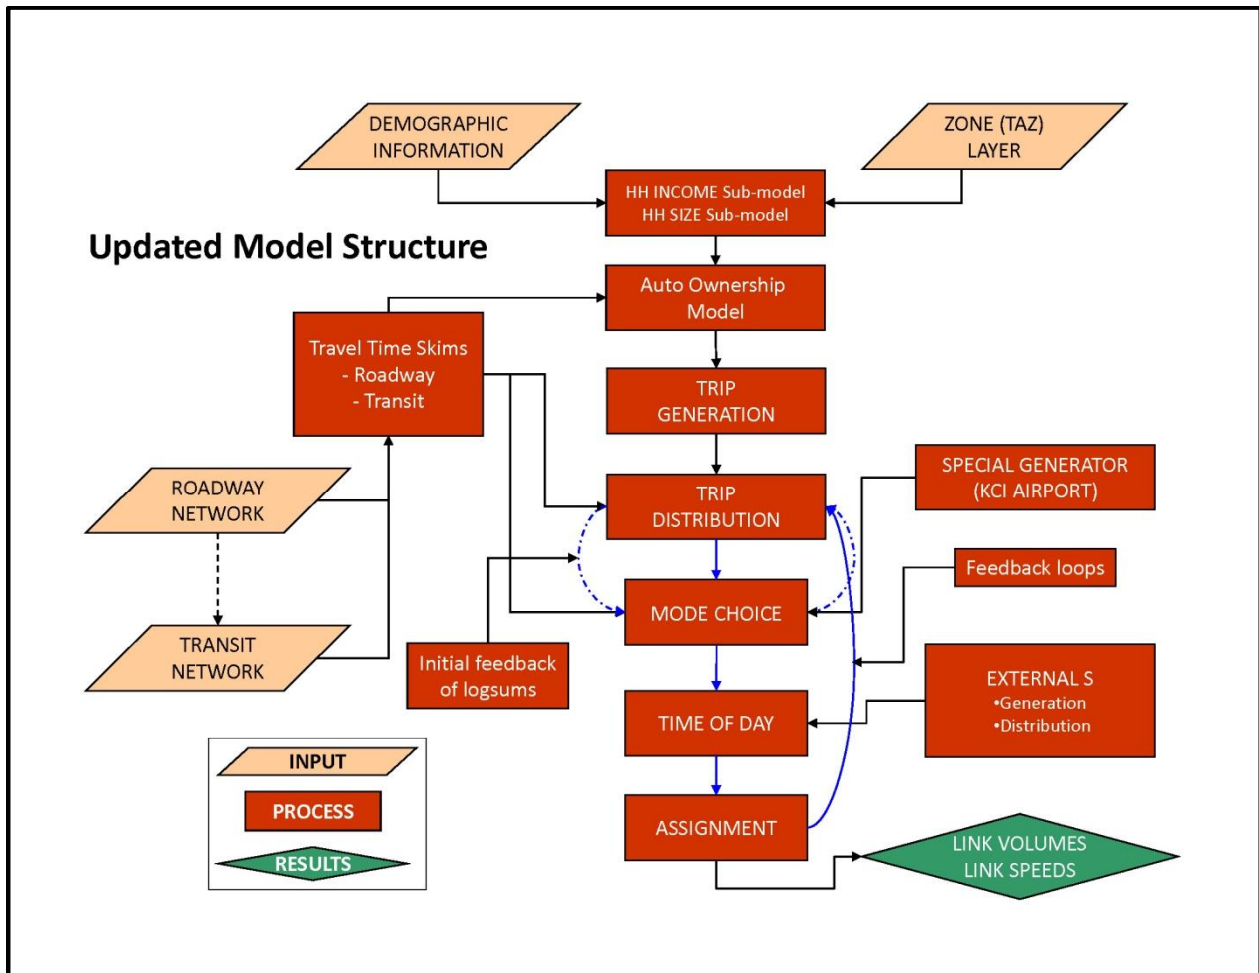 DEMOGRAPHIC
INFORMATION
ZONE (TAZ)
LAYER
HH INCOME Sub-model
HH SIZE Sub-model
Updated Model Structure
Auto Ownership
Model
Travel Time Skims
- Roadway
- Transit
TRIP
GENERATION
ROADWAY
NETWORK
TRIP
DISTRIBUTION
SPECIAL GENERATOR
(KCI AIRPORT)
Feedback loops
MODE CHOICE
TRANSIT
NETWORK
Initial feedback
of logsums
EXTERNAL S
•Generation
•Distribution
TIME OF DAY
INPUT
PROCESS
RESULTS
ASSIGNMENT
LINK VOLUMES
LINK SPEEDS